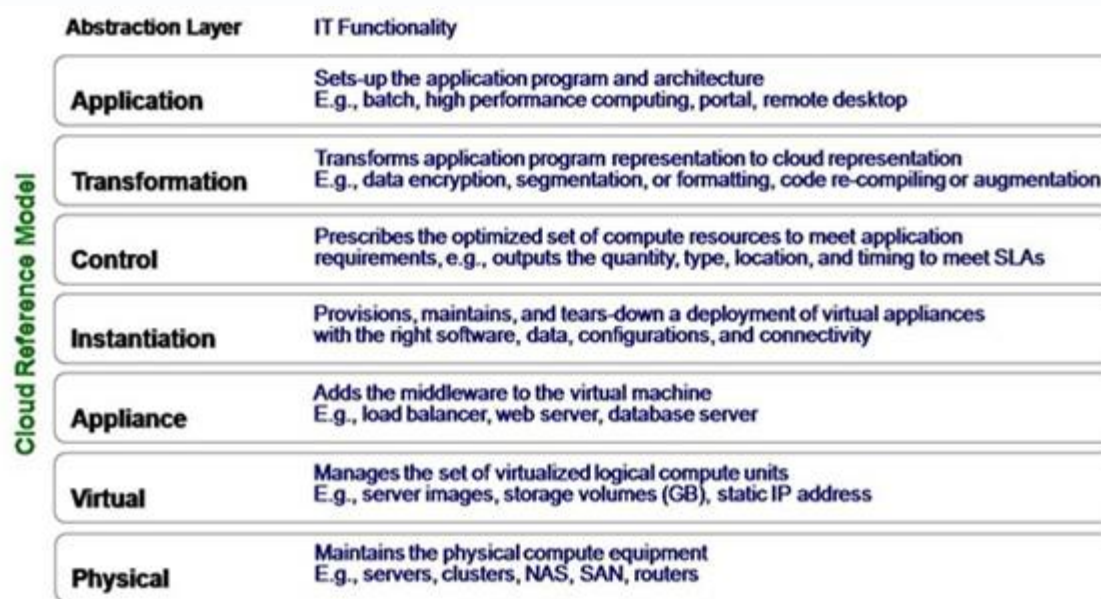 Abstraction Layer IT Functionality
Cloud Reference Model
Application
Sets-up the application program and architecture
E.g., batch, high performance computing, portal, remote desktop
Transformation
Transforms application program representation to cloud representation
E.g., data encryption, segmentation, or formatting, code re-compiling or augmentation
Control
Prescribes the optimized set of compute resources to meet application
requirements, e.g., outputs the quantity, type, location, and timing to meet SLAs
Instantiation
Provisions, maintains, and tears-down a deployment of virtual appliances
with the right software, data, configurations, and connectivity
Appliance
Adds the middleware to the virtual machine
E.g., load balancer, web server, database server
Virtual
Manages the set of virtualized logical compute units
E.g., server images, storage volumes (GB), static IP address
Physical
Maintains the physical compute equipment
E.g., servers, clusters, NAS, SAN, routers